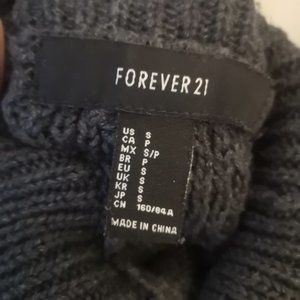 FOREVER 21
US S
CA P
MX S/P
BR P
EU S
UK S
KR S
JP S
CN 160/84A
MADE IN CHINA